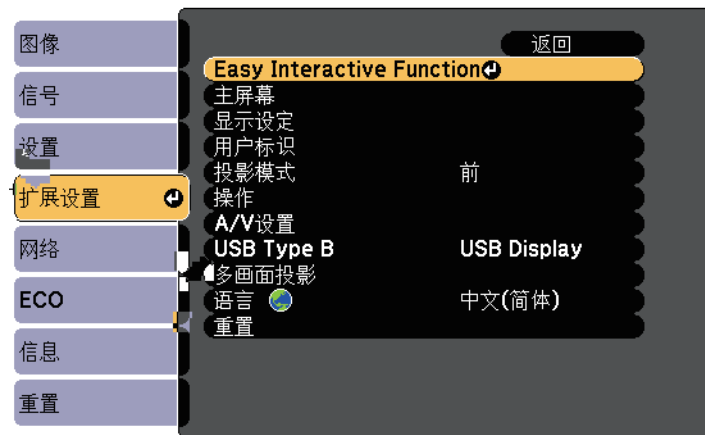 图像
信号
设置
扩展设置
网络
ECO
信息
重置
返回
Easy Interactive Function
主屏幕
显示设定
用户标识
投影模式 前
操作
A/V设置
USB Type B USB Display
多画面投影
语言 中文(简体)
重置